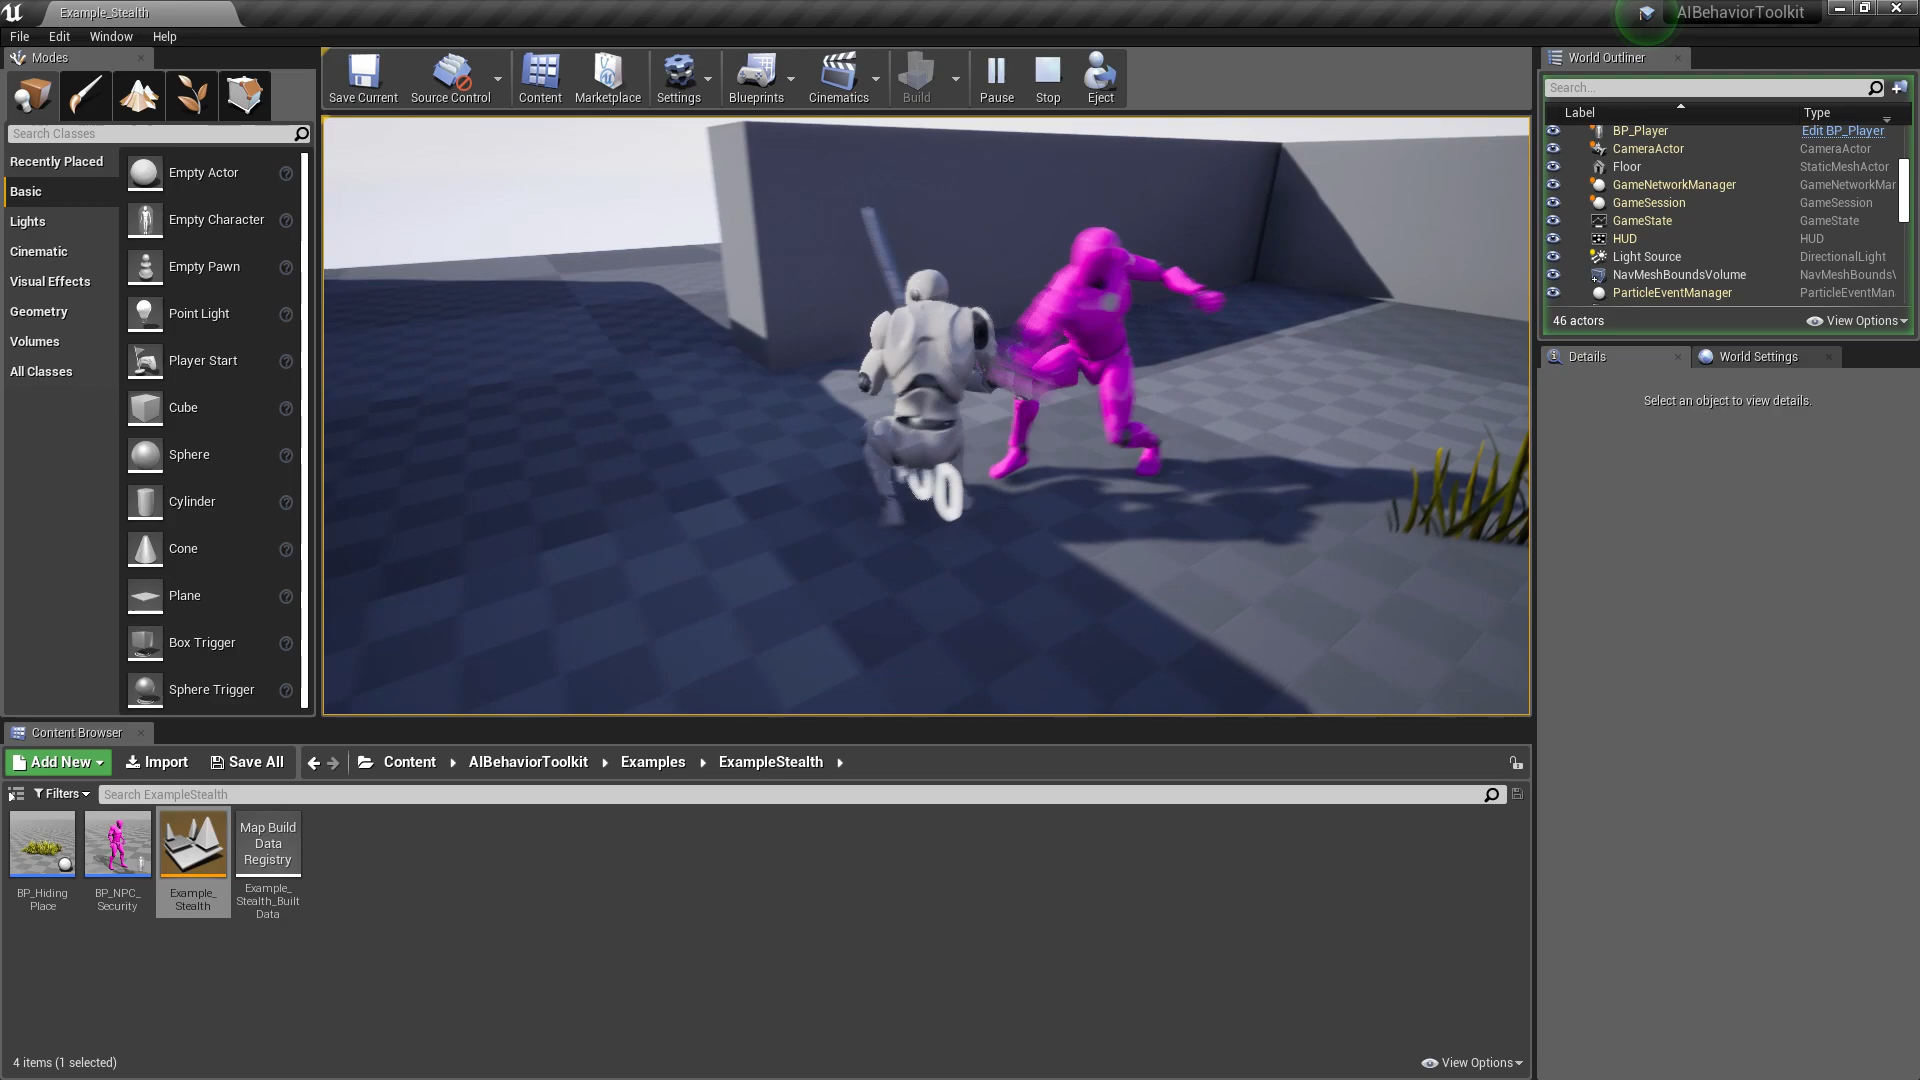 Example_Stealth
AIBehaviorToolkit
File Edit Window Help
Modes
Search Classes
Recently Placed
Basic
Lights
Cinematic
Visual Effects
Geometry
Volumes
All Classes
Empty Actor
Empty Character
Empty Pawn
Point Light
Player Start
Cube
Sphere
Cylinder
Cone
Plane
Box Trigger
Sphere Trigger
Save Current
Source Control
Content
Marketplace
Settings
Blueprints
Cinematics
Build
Pause
Stop
Eject
World Outliner
Search...
Label Type
BP_Player Edit BP_Player
CameraActor CameraActor
Floor StaticMeshActor
GameNetworkManager GameNetworkMar
GameSession GameSession
GameState GameState
HUD HUD
Light Source DirectionalLight
NavMeshBoundsVolume NavMeshBoundsV
ParticleEventManager ParticleEventMan
46 actors View Options
Details World Settings
Select an object to view details.
Content Browser
Add New Import Save All Content AIBehaviorToolkit Examples ExampleStealth
Filters Search ExampleStealth
Map Build
Data
Registry
BP_Hiding
Place
BP_NPC_
Security
Example_
Stealth
Example_
Stealth_Built
Data
4 items (1 selected) View Options